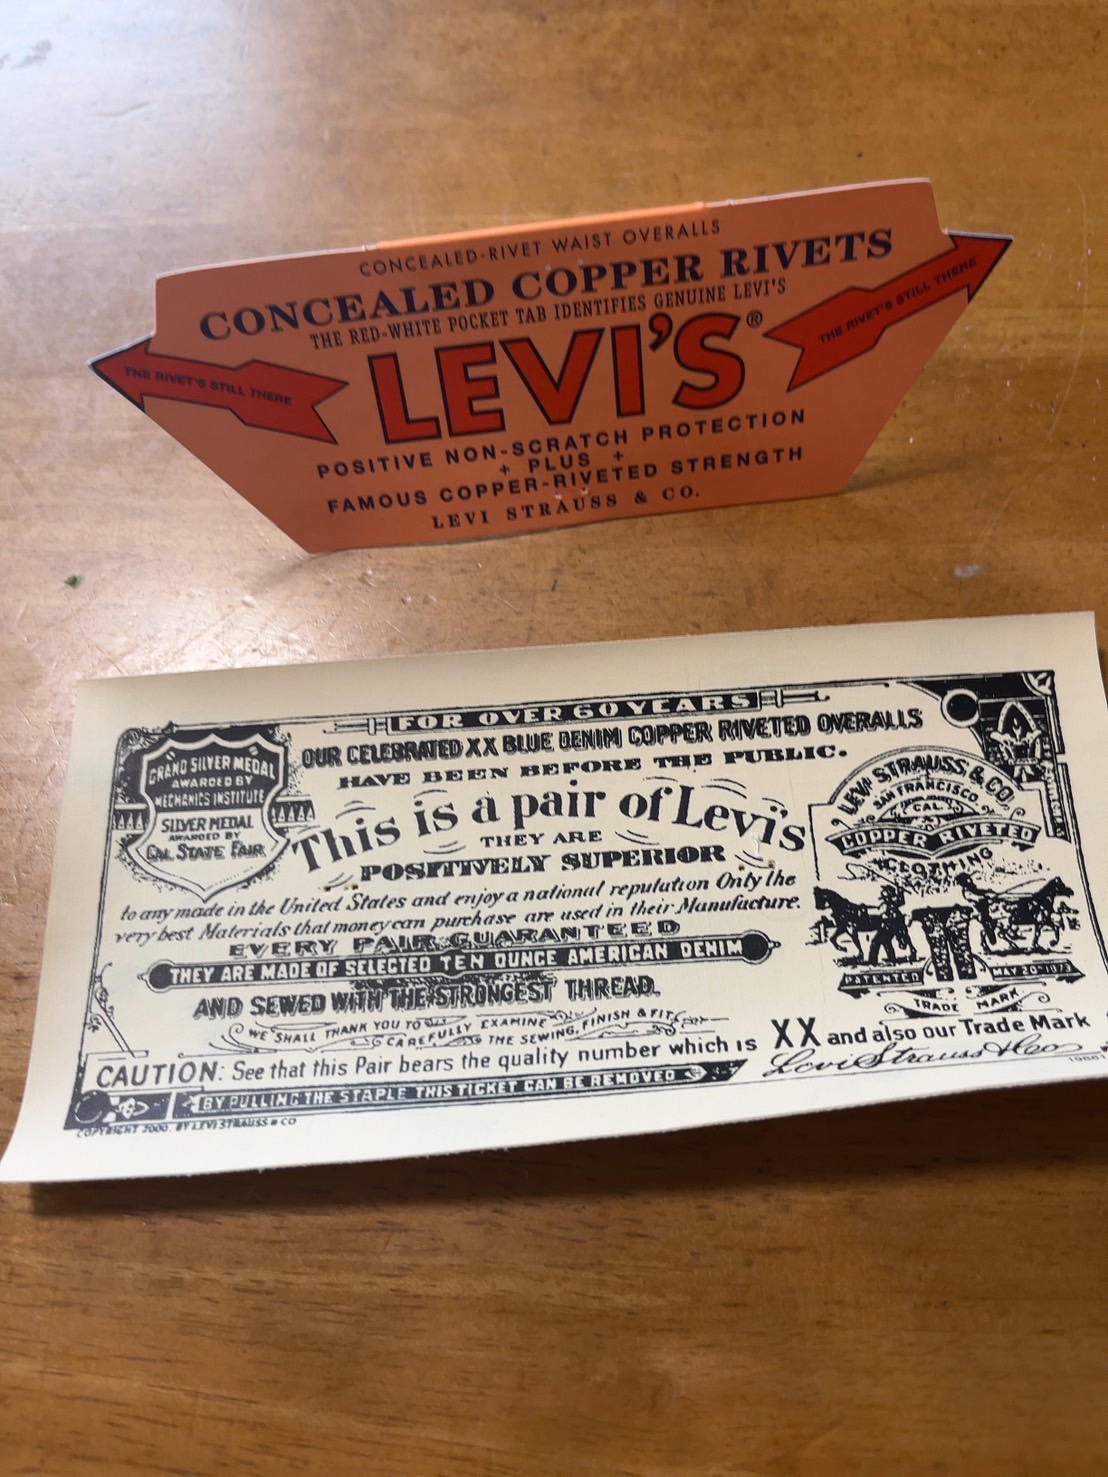 CONCEALED-RIVET WAIST OVERALLS
CONCEALED COPPER RIVETS
THE RED-WHITE POCKET TAB IDENTIFIES GENUINE LEVI'S
LEVI'S®
THE RIVET'S STILL THERE
THE RIVET'S STILL THERE
POSITIVE NON-SCRATCH PROTECTION
+ PLUS +
FAMOUS COPPER-RIVETED STRENGTH
LEVI STRAUSS & CO.
FOR OVER 60 YEARS
OUR CELEBRATED XX BLUE DENIM COPPER RIVETED OVERALLS
HAVE BEEN BEFORE THE PUBLIC.
This is a pair of Levi's
THEY ARE
POSITIVELY SUPERIOR
to any made in the United States and enjoy a national reputation Only the
very best Materials that money can purchase are used in their Manufacture.
EVERY PAIR GUARANTEED
THEY ARE MADE OF SELECTED TEN OUNCE AMERICAN DENIM
AND SEWED WITH THE STRONGEST THREAD.
WE SHALL THANK YOU TO
CAREFULLY EXAMINE
THE SEWING, FINISH & FIT
CAUTION: See that this Pair bears the quality number which is XX and also our Trade Mark
BY PULLING THE STAPLE THIS TICKET CAN BE REMOVED
Levi Strauss & Co
COPYRIGHT 2000. BY LEVI STRAUSS & CO
GRAND SILVER MEDAL
AWARDED BY
MECHANICS INSTITUTE
SILVER MEDAL
AWARDED BY
CAL. STATE FAIR
LEVI STRAUSS & CO.
SAN FRANCISCO.
CAL.
COPPER RIVETED
CLOTHING
PATENTED
MAY 20 1873
TRADE MARK